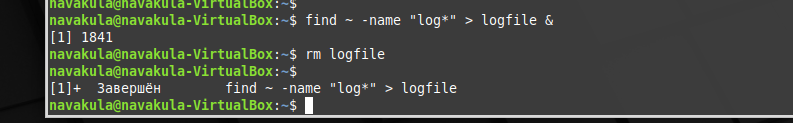 navakula@navakula-VirtualBox:~$
navakula@navakula-VirtualBox:~$ find ~ -name "log*" > logfile &
[1] 1841
navakula@navakula-VirtualBox:~$ rm logfile
navakula@navakula-VirtualBox:~$
[1]+  Завершён        find ~ -name "log*" > logfile
navakula@navakula-VirtualBox:~$